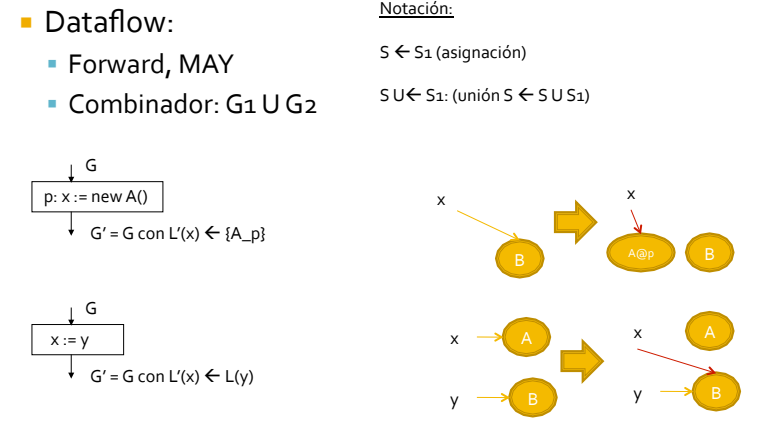 Dataflow:
Forward, MAY
Combinador: G1 U G2
Notación:
S ← S1 (asignación)
S U← S1: (unión S ← S U S1)
G
p: x := new A()
G' = G con L'(x) ← {A_p}
x
B
x
A@p
B
G
x := y
G' = G con L'(x) ← L(y)
x
A
y
B
x
A
y
B